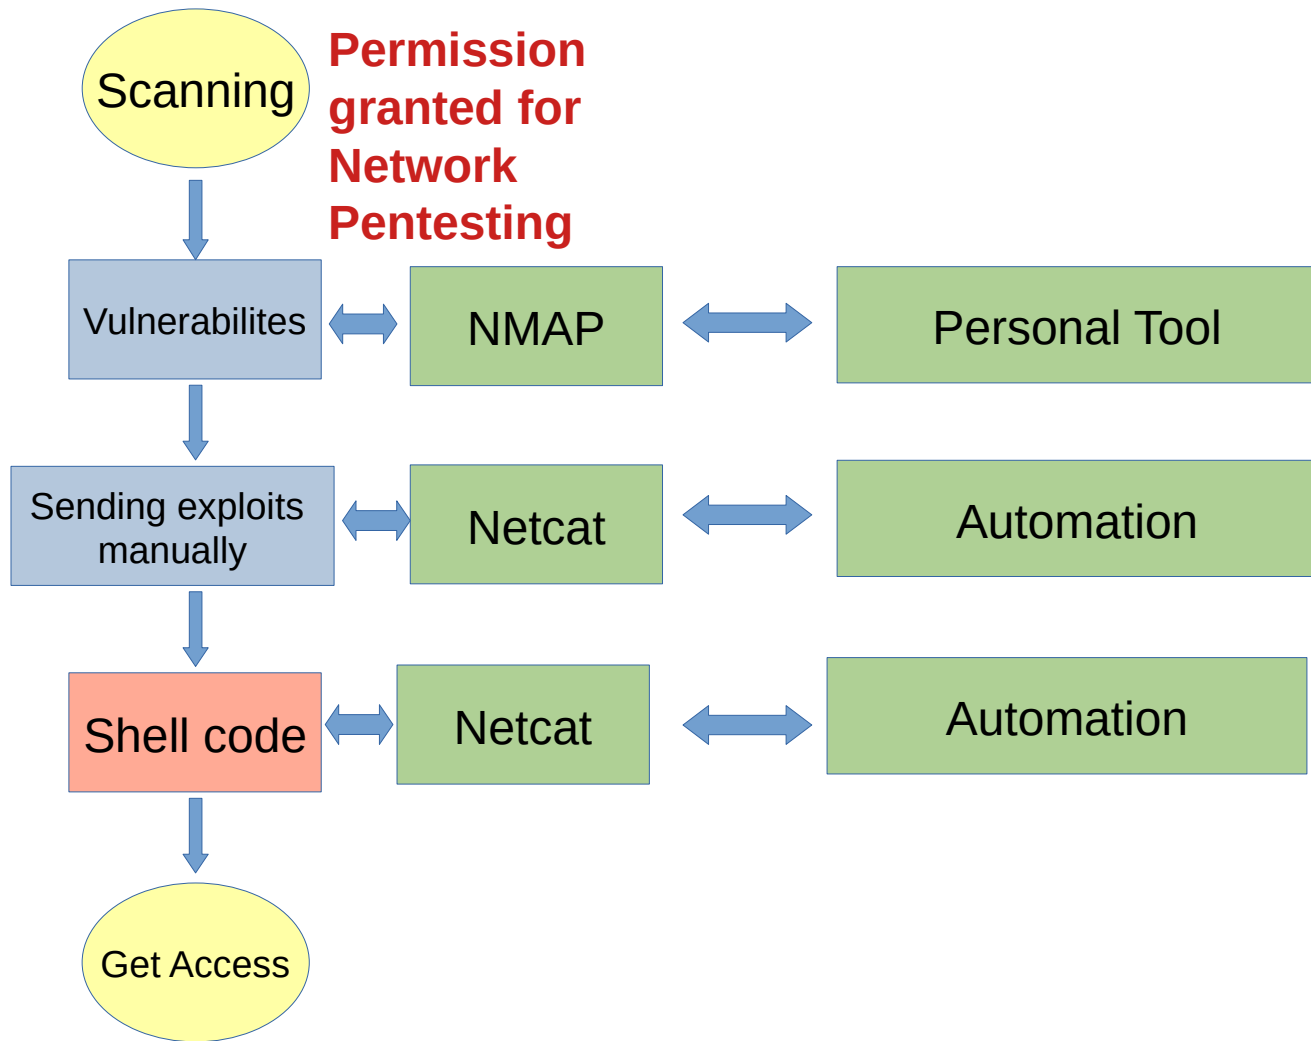 Scanning
Permission
granted for
Network
Pentesting
Vulnerabilites
NMAP
Personal Tool
Sending exploits
manually
Netcat
Automation
Shell code
Netcat
Automation
Get Access